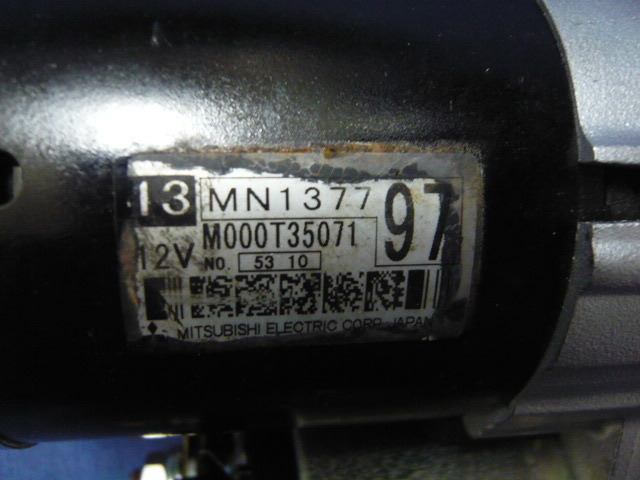 13 MN1377 97
12V M000T35071
NO. 53 10
MITSUBISHI ELECTRIC CORP. JAPAN